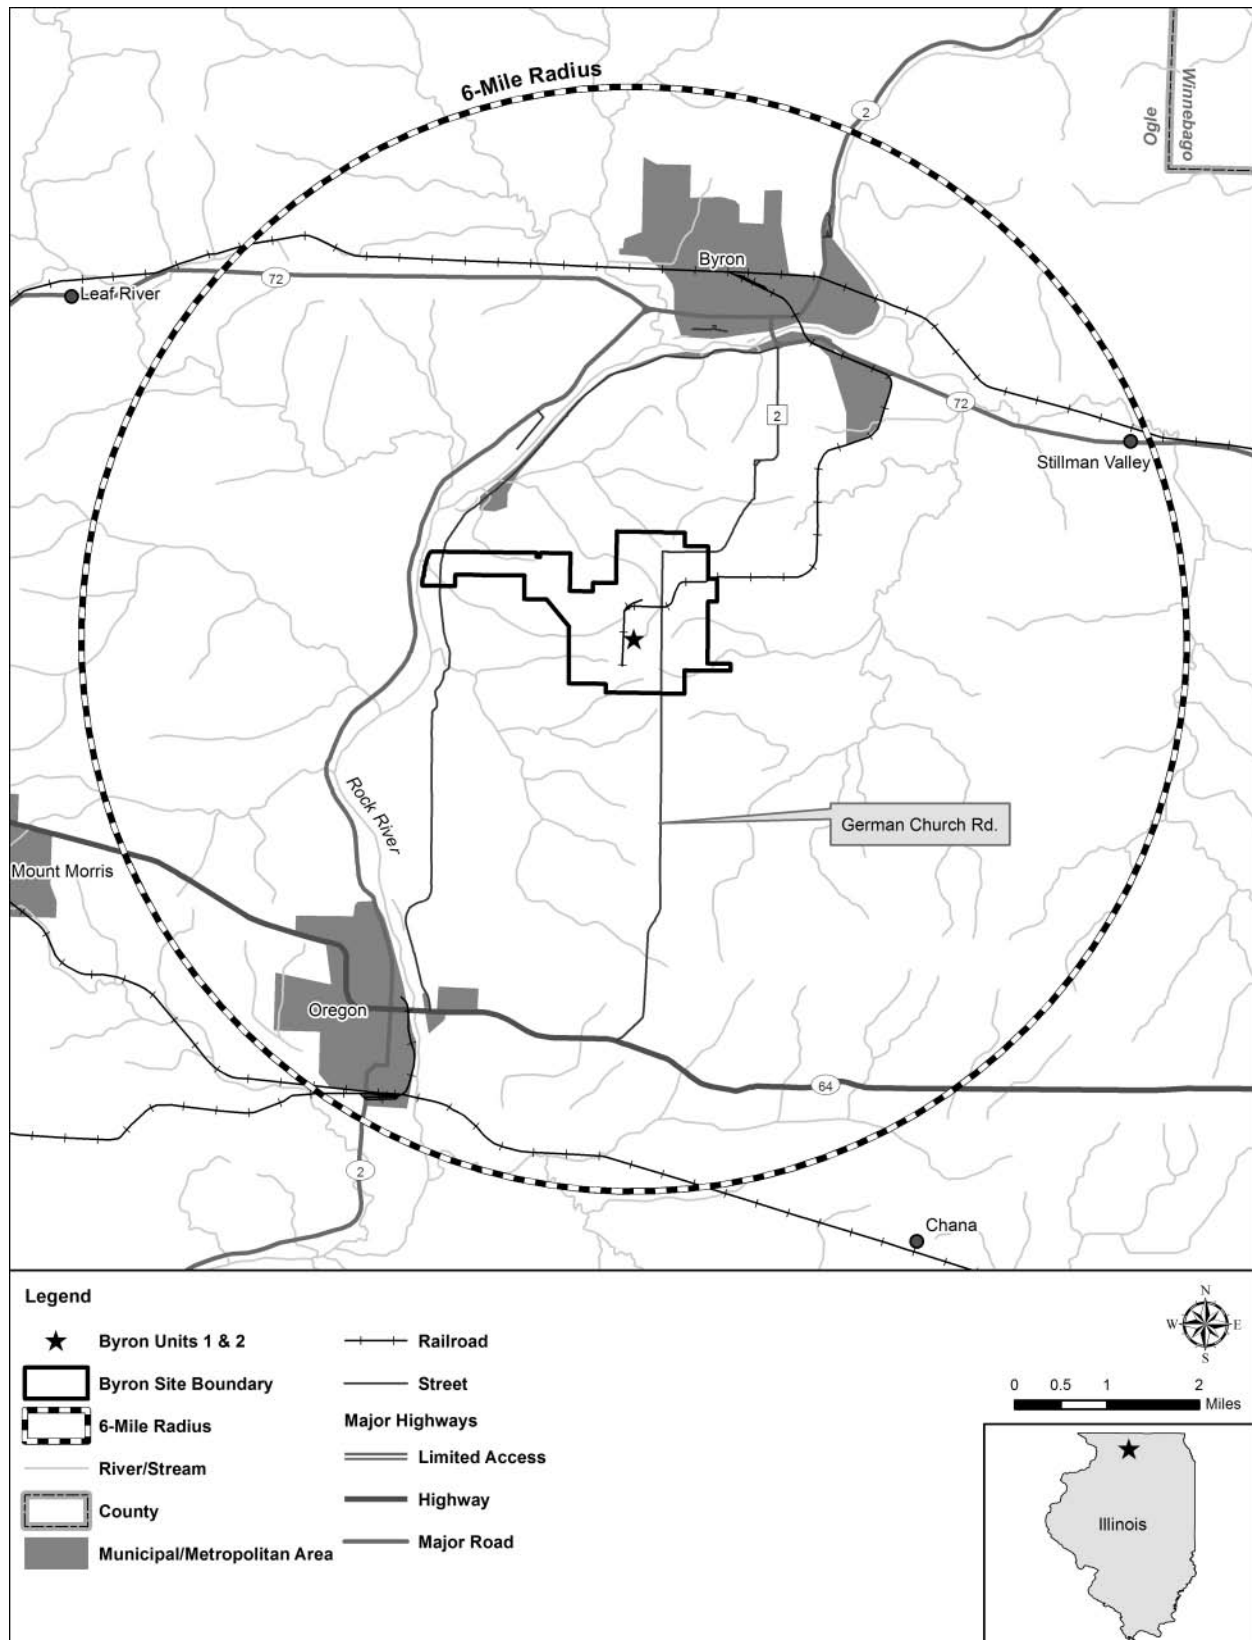 6-Mile Radius
2
Ogle
Winnebago
Byron
72
Leaf River
2
72
Stillman Valley
Rock River
German Church Rd.
Mount Morris
Oregon
64
2
Chana
Legend
Byron Units 1 & 2
Byron Site Boundary
6-Mile Radius
River/Stream
County
Municipal/Metropolitan Area
Railroad
Street
Major Highways
Limited Access
Highway
Major Road
N
W E
S
0 0.5 1 2
Miles
Illinois